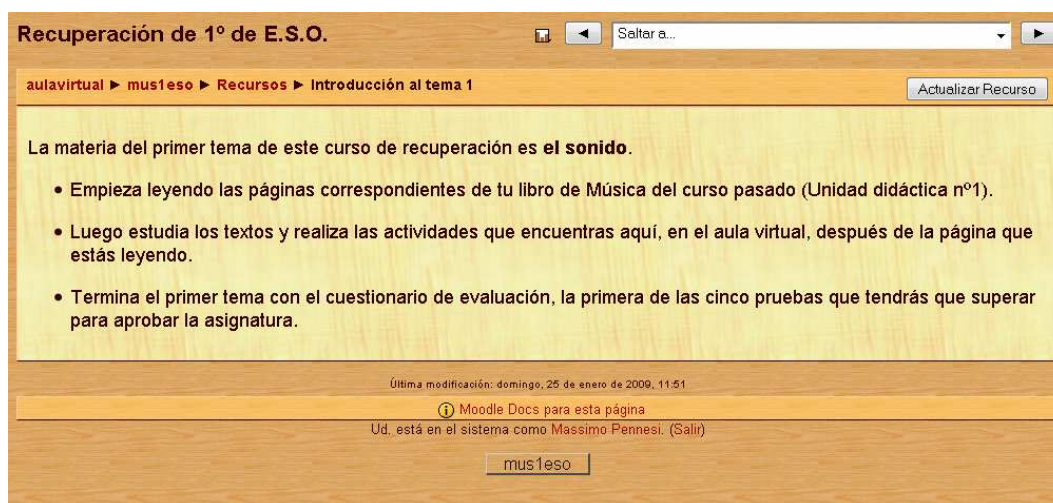 Recuperación de 1º de E.S.O.
Saltar a...
aulavirtual ► mus1eso ► Recursos ► Introducción al tema 1
Actualizar Recurso
La materia del primer tema de este curso de recuperación es el sonido.
• Empieza leyendo las páginas correspondientes de tu libro de Música del curso pasado (Unidad didáctica nº1).
• Luego estudia los textos y realiza las actividades que encuentras aquí, en el aula virtual, después de la página que
estás leyendo.
• Termina el primer tema con el cuestionario de evaluación, la primera de las cinco pruebas que tendrás que superar
para aprobar la asignatura.
Última modificación: domingo, 25 de enero de 2009, 11:51
Moodle Docs para esta página
Ud. está en el sistema como Massimo Pennesi. (Salir)
mus1eso